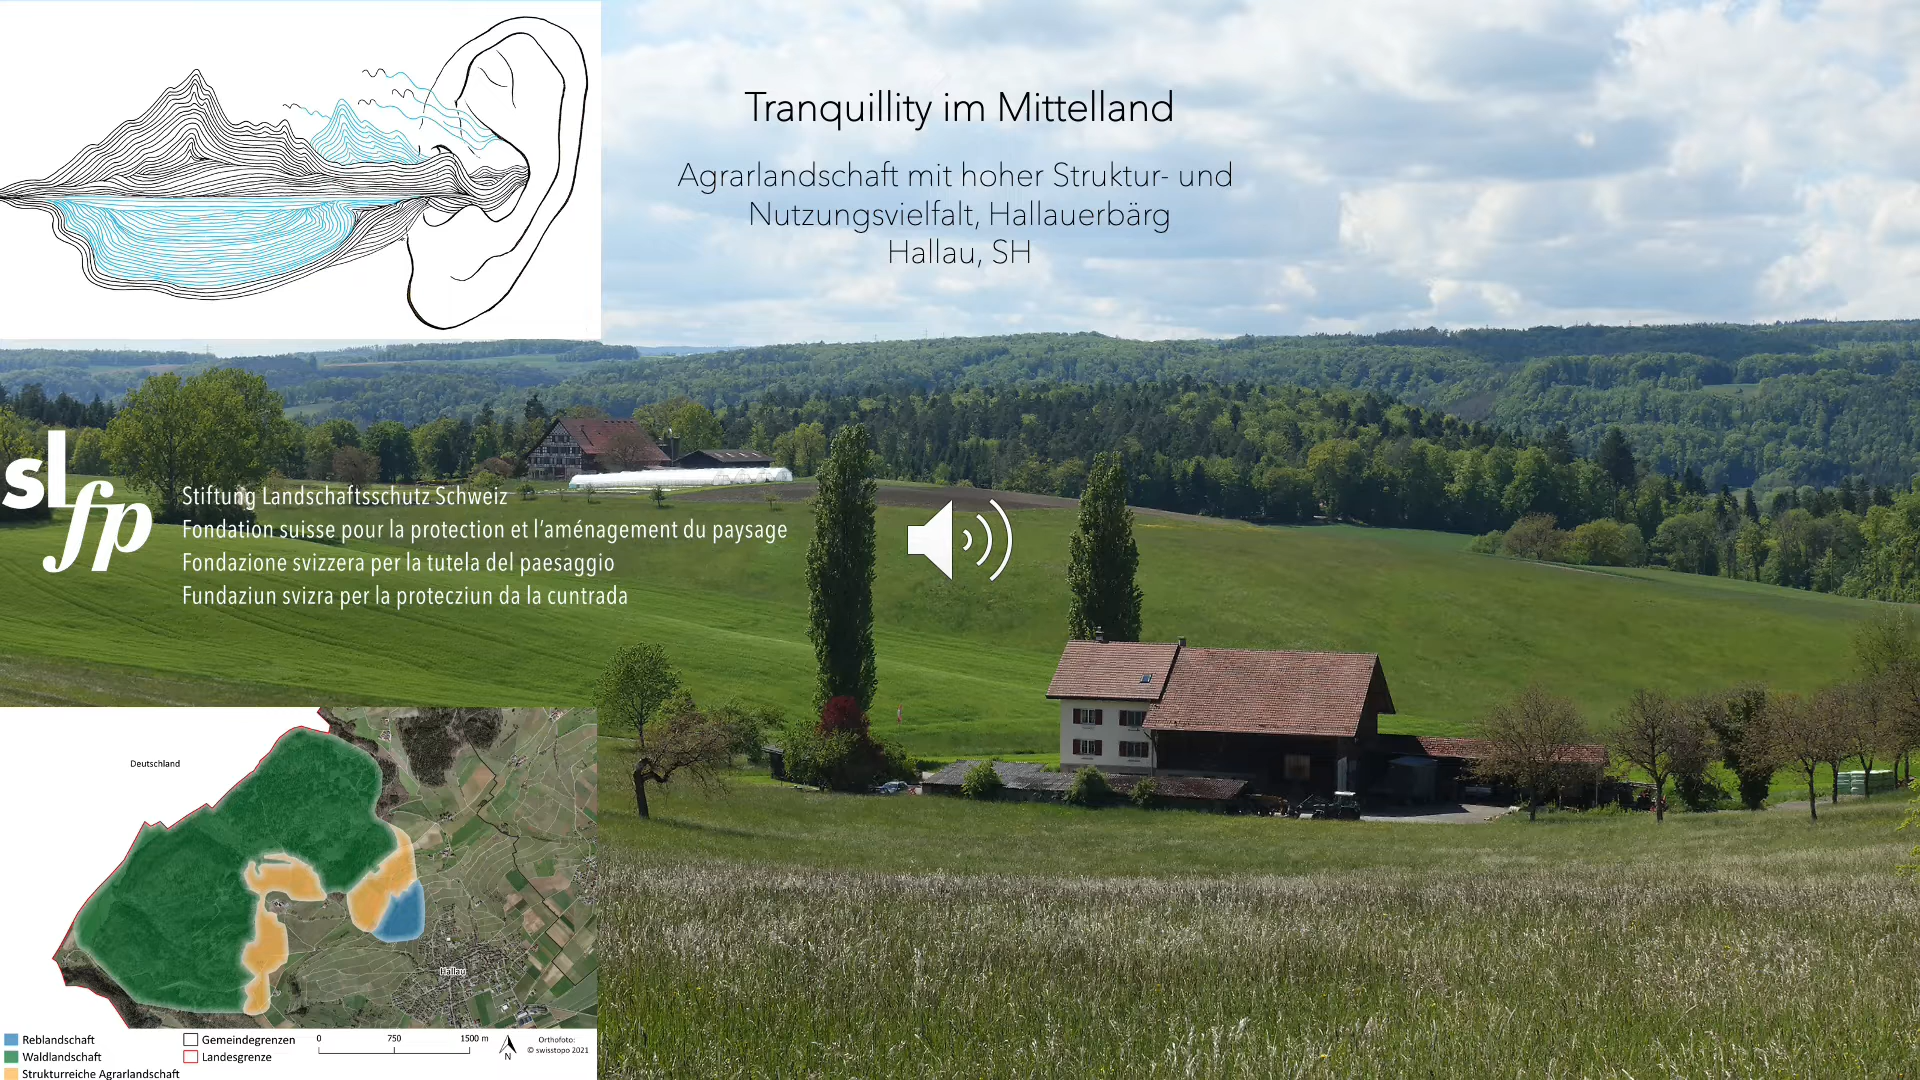 Tranquillity im Mittelland
Agrarlandschaft mit hoher Struktur- und
Nutzungsvielfalt, Hallauerbärg
Hallau, SH
slfp
Stiftung Landschaftsschutz Schweiz
Fondation suisse pour la protection et l'aménagement du paysage
Fondazione svizzera per la tutela del paesaggio
Fundaziun svizra per la protecziun da la cuntrada
Deutschland
Hallau
Reblandschaft
Waldlandschaft
Strukturreiche Agrarlandschaft
Gemeindegrenzen
Landesgrenze
0 750 1500 m
N
Orthofoto:
© swisstopo 2021